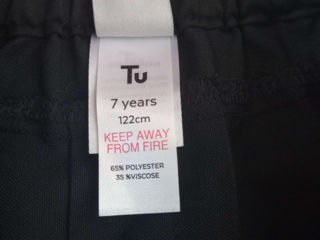 Tu
7 years
122cm
KEEP AWAY
FROM FIRE
65% POLYESTER
35 %VISCOSE